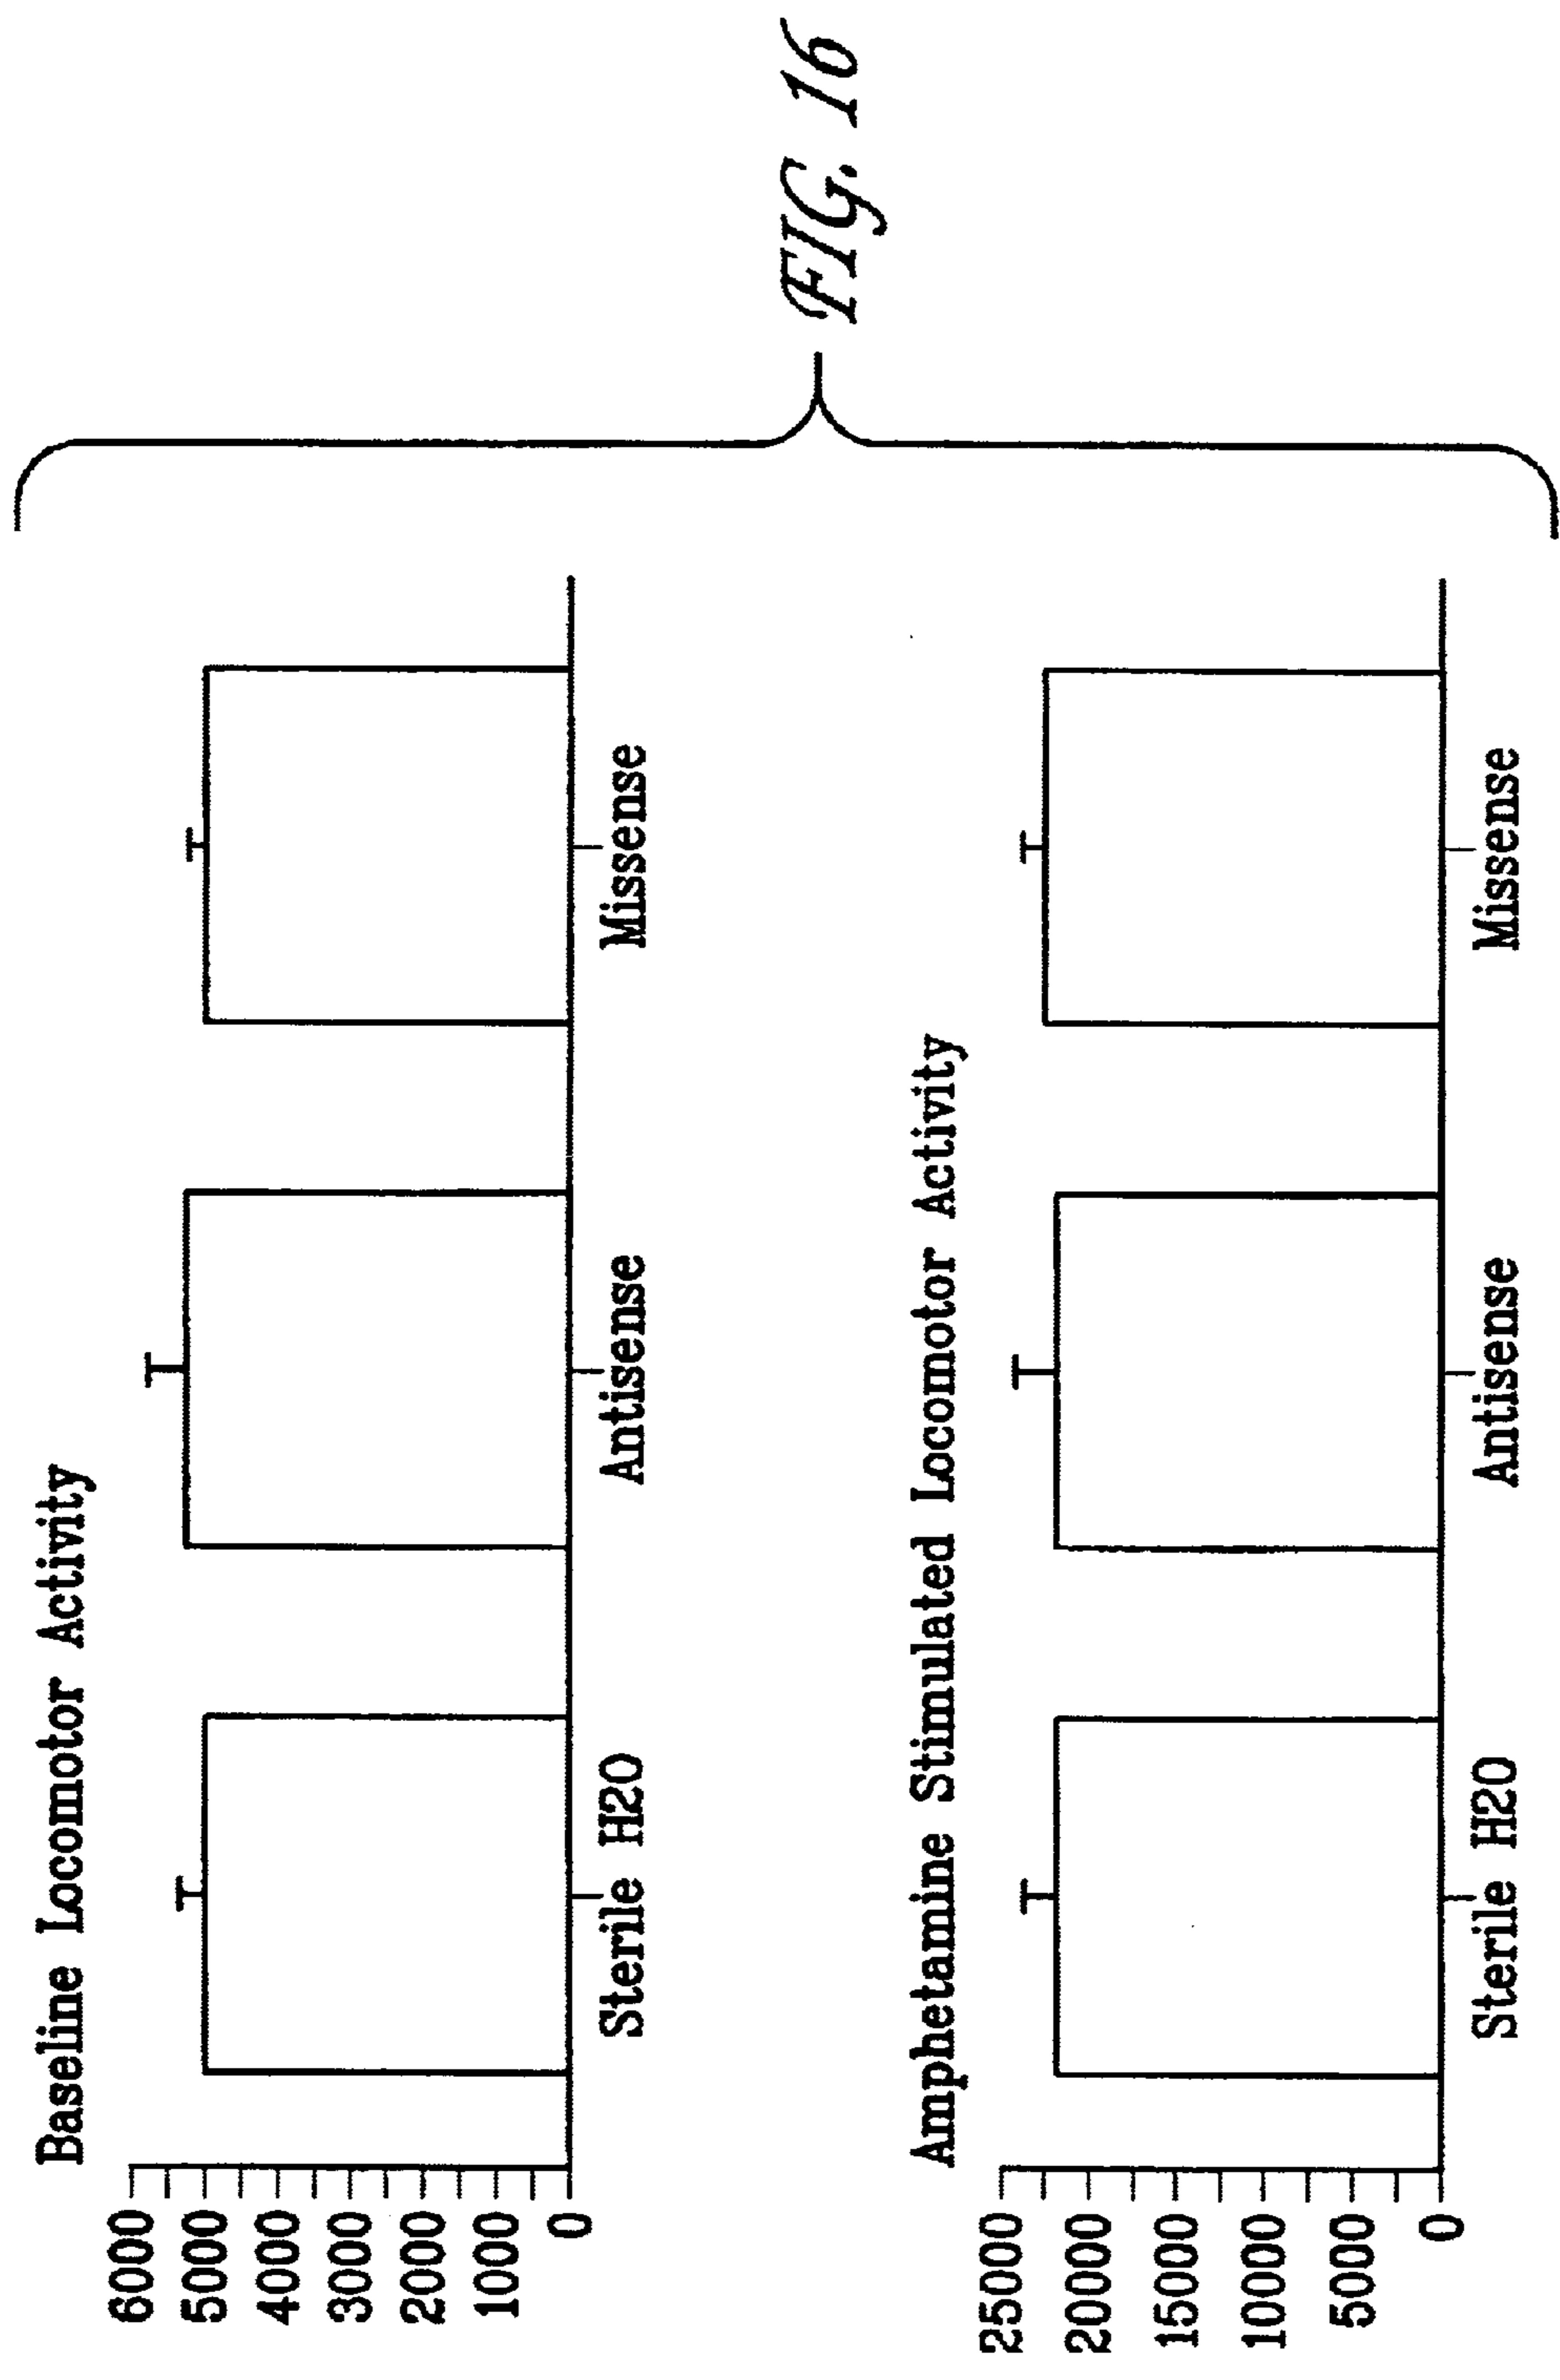 Baseline Locomotor Activity
6000
5000
4000
3000
2000
1000
0
Sterile H2O Antisense Missense
Amphetamine Stimulated Locomotor Activity
25000
20000
15000
10000
5000
0
Sterile H2O Antisense Missense
FIG. 16